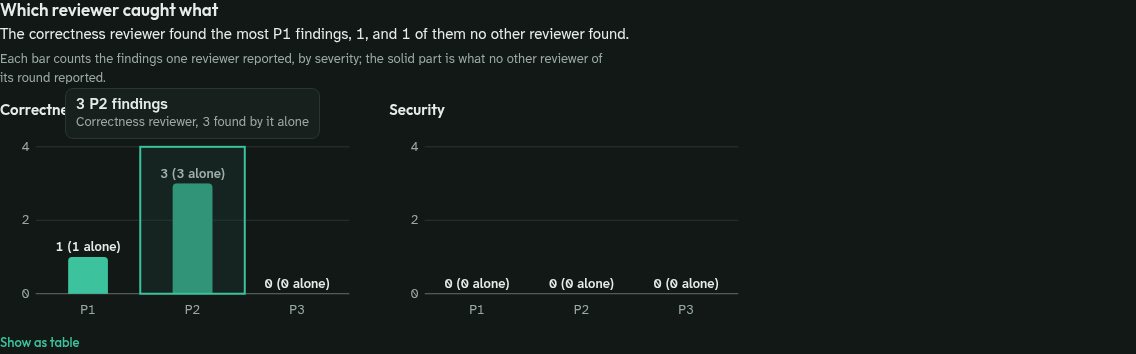 Which reviewer caught what
The correctness reviewer found the most P1 findings, 1, and 1 of them no other reviewer found.
Each bar counts the findings one reviewer reported, by severity; the solid part is what no other reviewer of
its round reported.
3 P2 findings
Correctness reviewer, 3 found by it alone
Security
4
3 (3 alone)
2
1 (1 alone)
0 (0 alone)
0
P1
P2
P3
4
2
0 (0 alone)
0 (0 alone)
0 (0 alone)
0
P1
P2
P3
Show as table